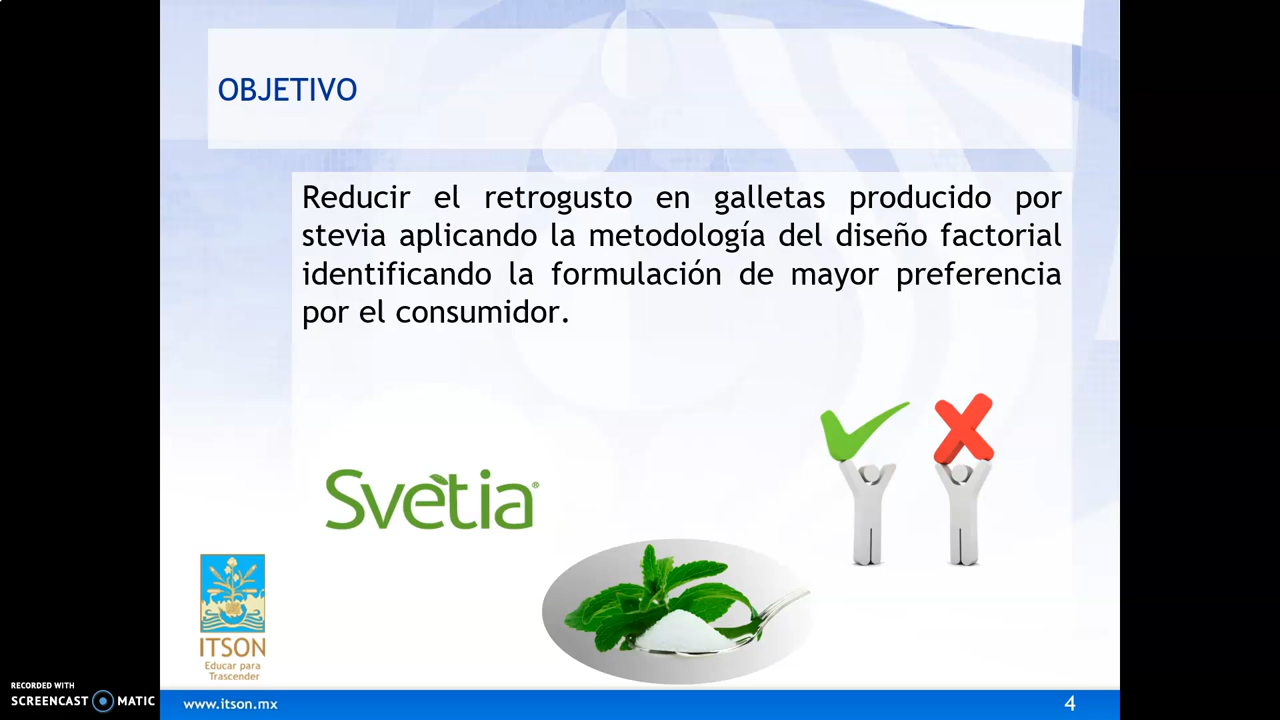 OBJETIVO
Reducir el retrogusto en galletas producido por
stevia aplicando la metodología del diseño factorial
identificando la formulación de mayor preferencia
por el consumidor.
Svètia®
ITSON
Educar para
Trascender
RECORDED WITH
SCREENCAST MATIC
www.itson.mx
4